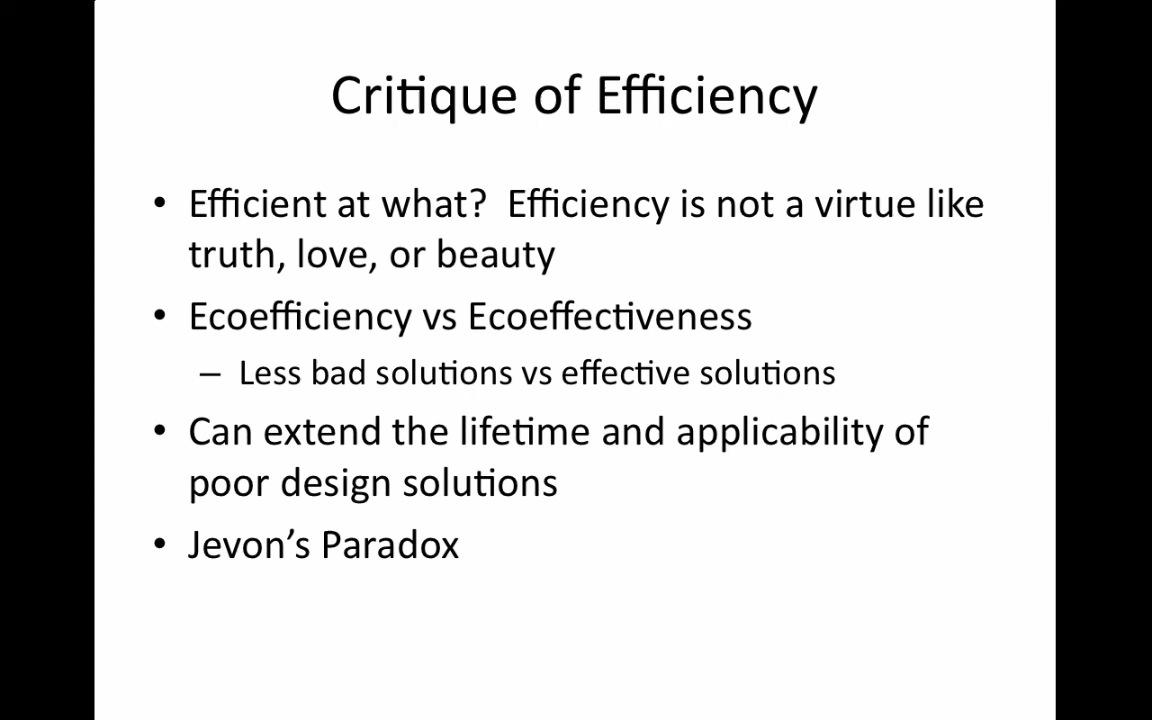 Critique of Efficiency
• Efficient at what?  Efficiency is not a virtue like
truth, love, or beauty
• Ecoefficiency vs Ecoeffectiveness
– Less bad solutions vs effective solutions
• Can extend the lifetime and applicability of
poor design solutions
• Jevon’s Paradox